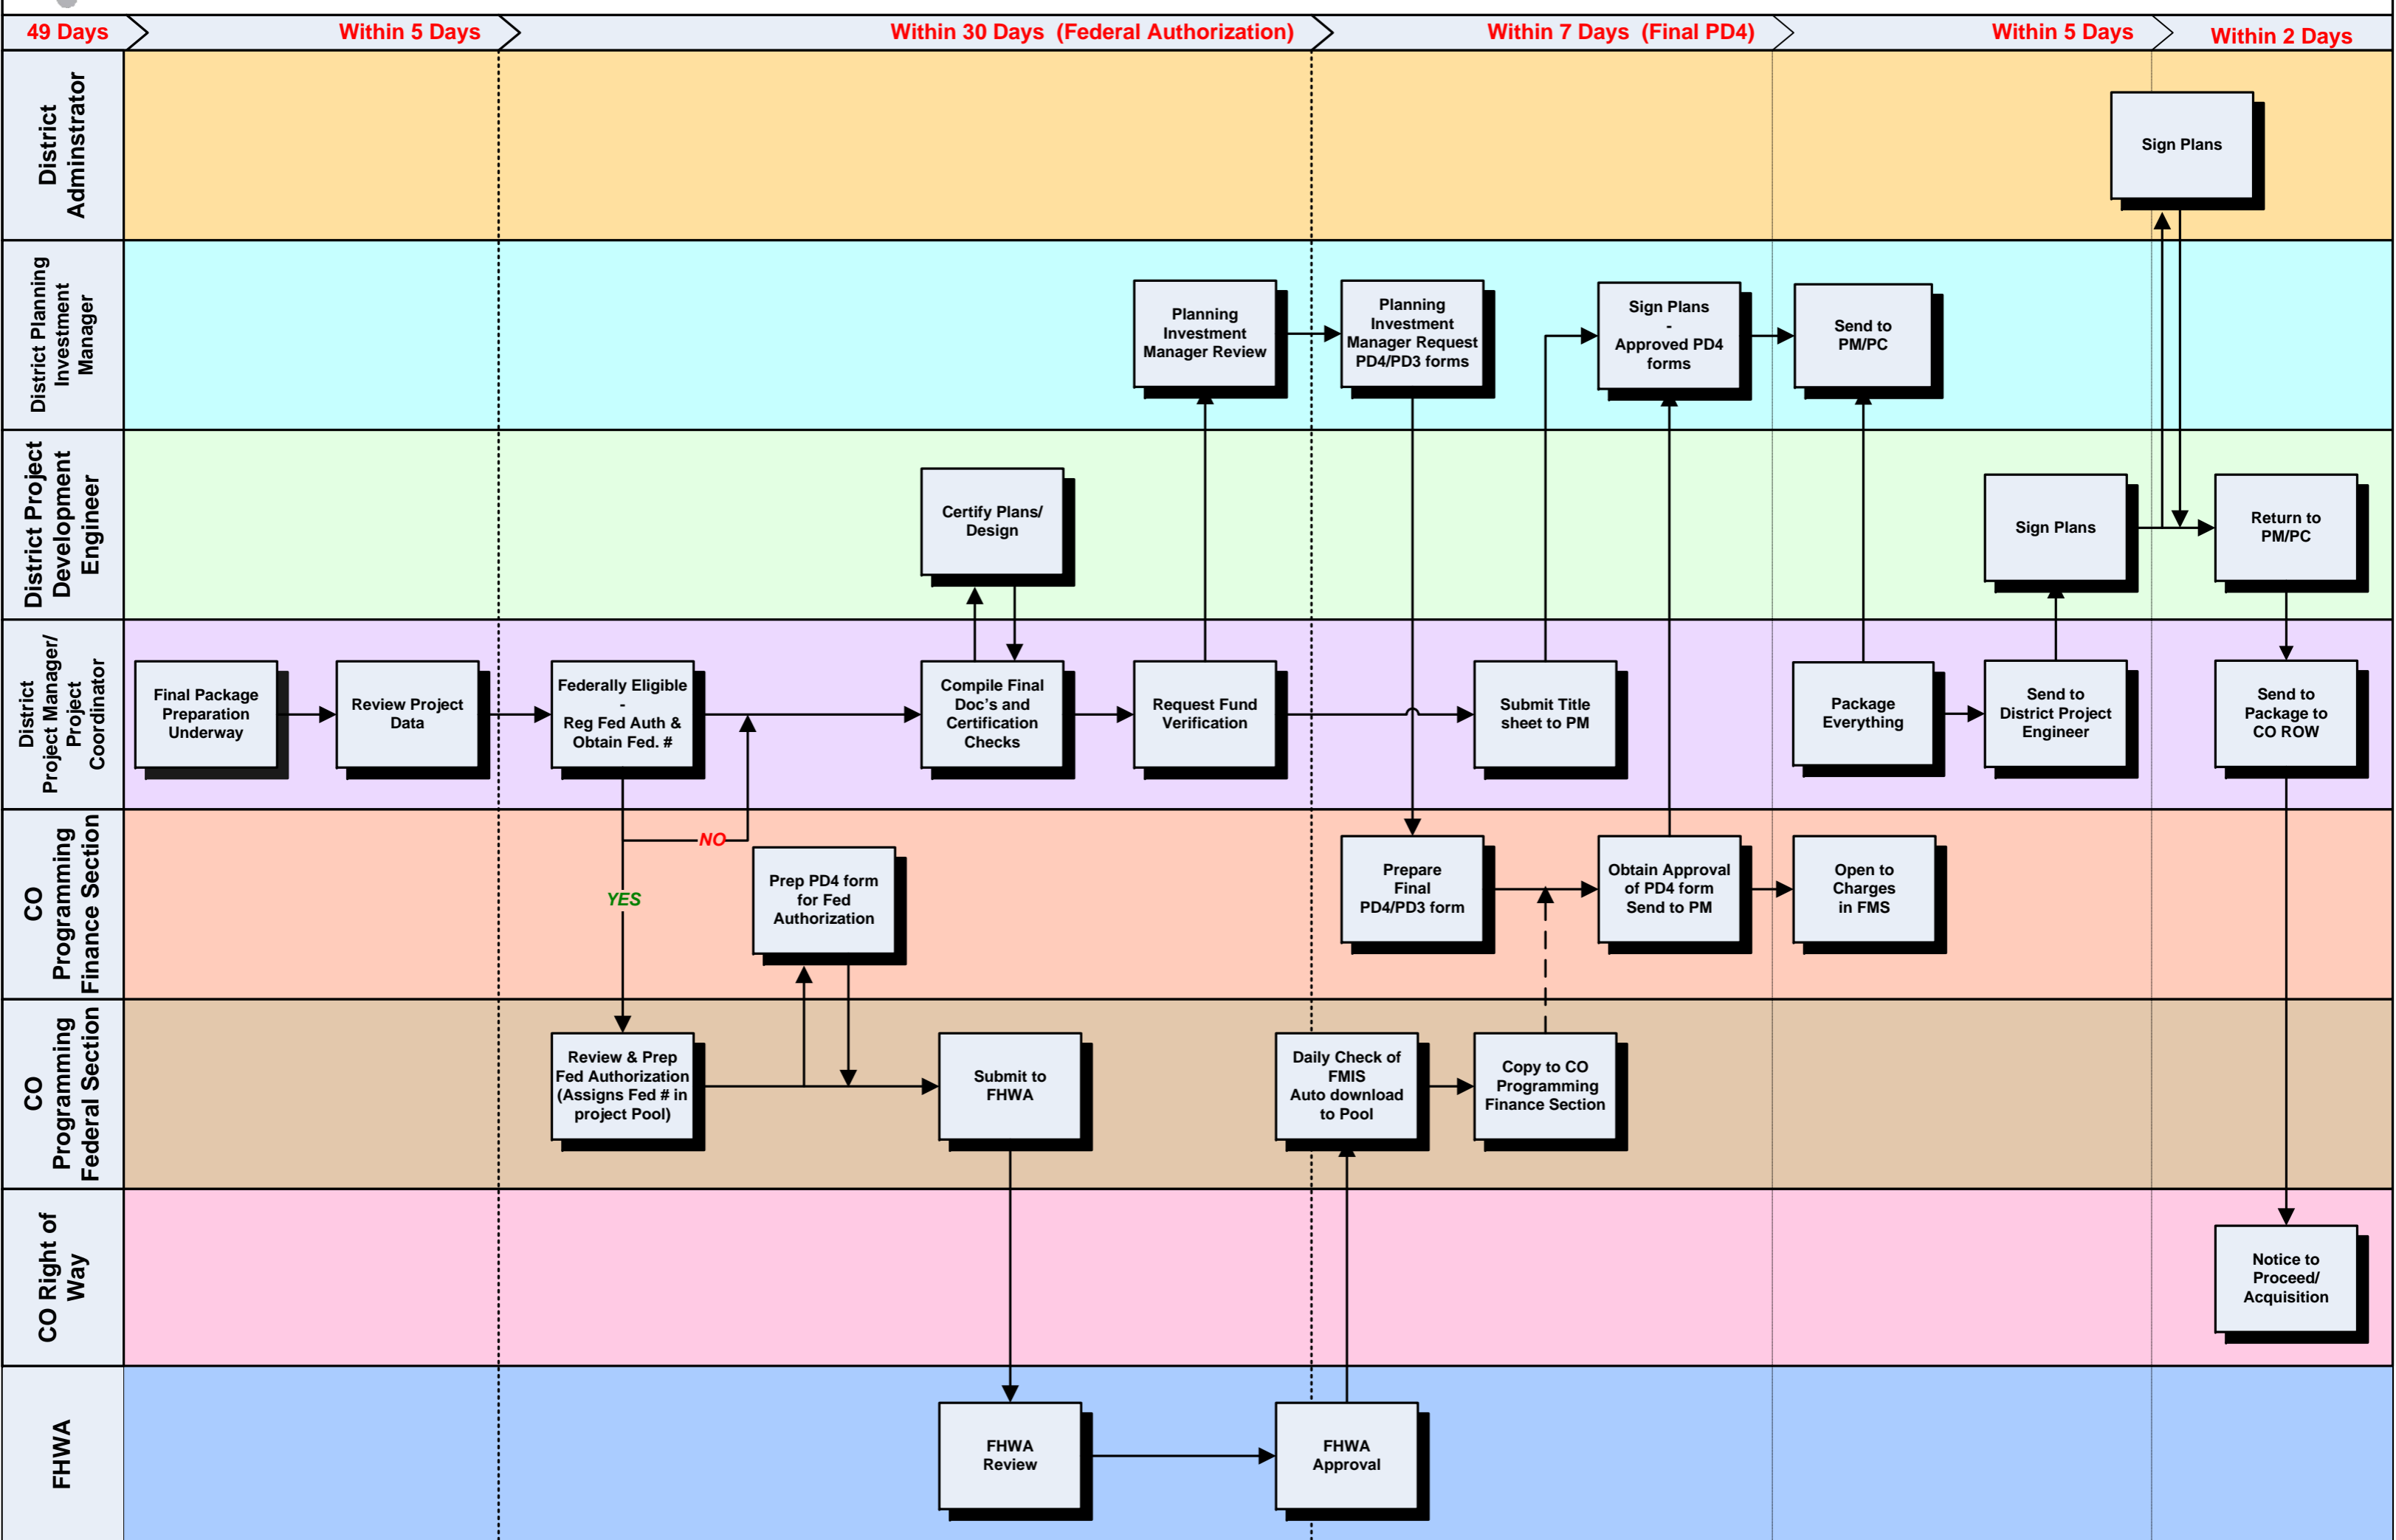 49 Days
Within 5 Days
Within 30 Days (Federal Authorization)
Within 7 Days (Final PD4)
Within 5 Days
Within 2 Days
District
Adminstrator
Sign Plans
District Planning
Investment
Manager
Planning
Investment
Manager Review
Planning
Investment
Manager Request
PD4/PD3 forms
Sign Plans
-
Approved PD4
forms
Send to
PM/PC
District Project
Development
Engineer
Certify Plans/
Design
Sign Plans
Return to
PM/PC
District
Project Manager/
Project
Coordinator
Final Package
Preparation
Underway
Review Project
Data
Federally Eligible
-
Reg Fed Auth &
Obtain Fed. #
Compile Final
Doc's and
Certification
Checks
Request Fund
Verification
Submit Title
sheet to PM
Package
Everything
Send to
District Project
Engineer
Send to
Package to
CO ROW
CO
Programming
Finance Section
NO
YES
Prep PD4 form
for Fed
Authorization
Prepare
Final
PD4/PD3 form
Obtain Approval
of PD4 form
Send to PM
Open to
Charges
in FMS
CO
Programming
Federal Section
Review & Prep
Fed Authorization
(Assigns Fed # in
project Pool)
Submit to
FHWA
Daily Check of
FMIS
Auto download
to Pool
Copy to CO
Programming
Finance Section
CO Right of
Way
Notice to
Proceed/
Acquisition
FHWA
FHWA
Review
FHWA
Approval